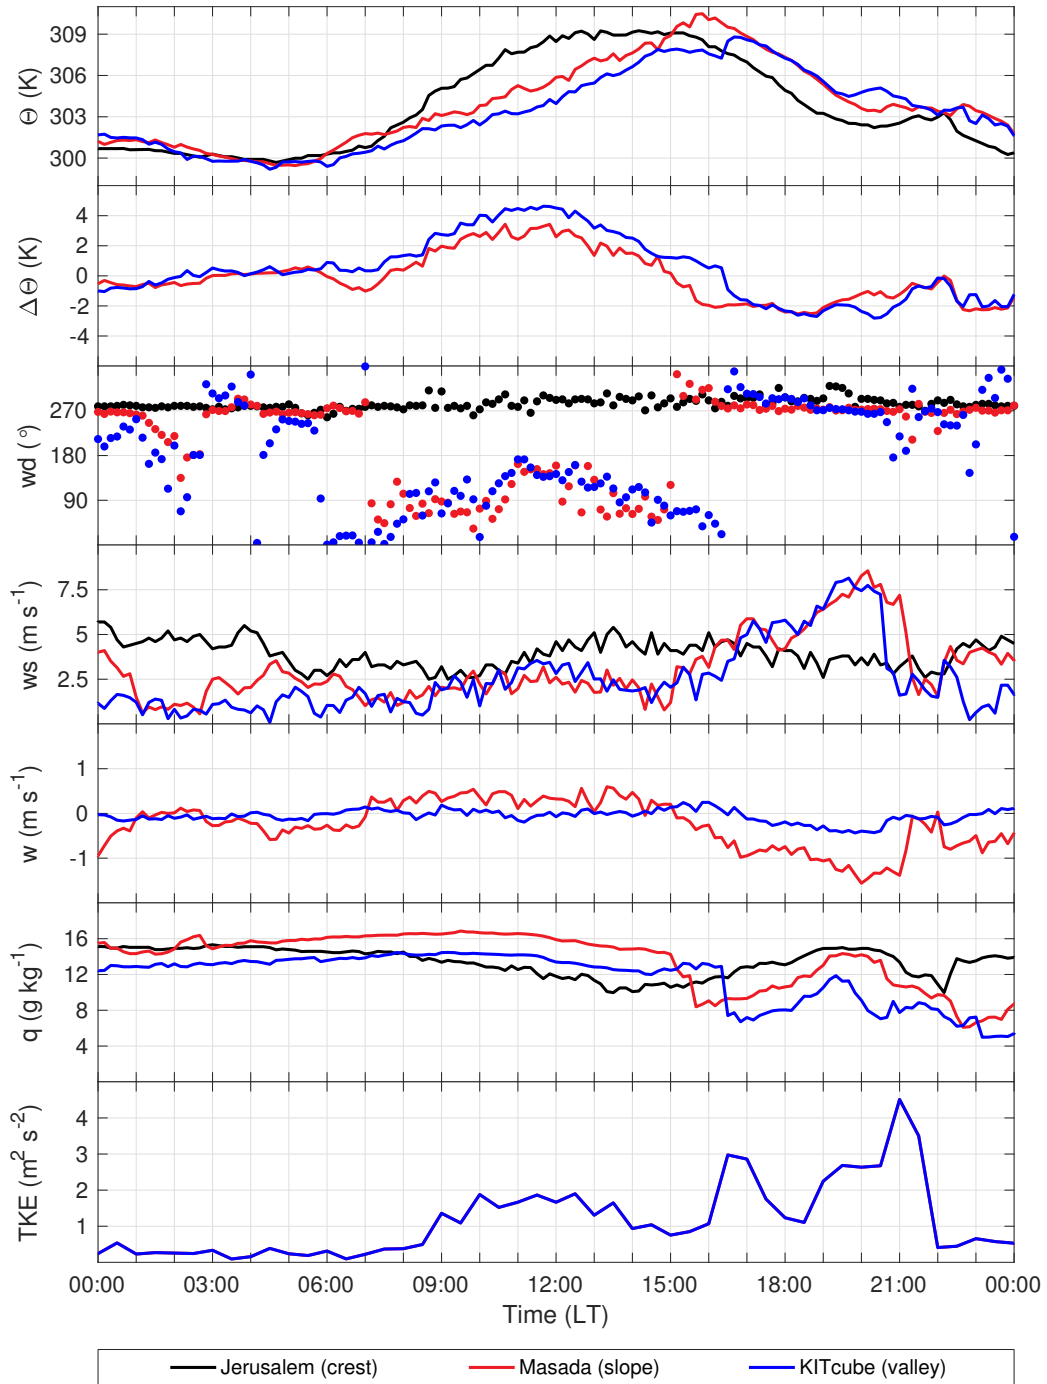 309
306
303
300
Θ (K)
4
2
0
-2
-4
ΔΘ (K)
270
180
90
wd (°)
7.5
5
2.5
ws (m s⁻¹)
1
0
-1
w (m s⁻¹)
16
12
8
4
q (g kg⁻¹)
4
3
2
1
TKE (m² s⁻²)
00:00 03:00 06:00 09:00 12:00 15:00 18:00 21:00 00:00
Time (LT)
Jerusalem (crest) Masada (slope) KITcube (valley)